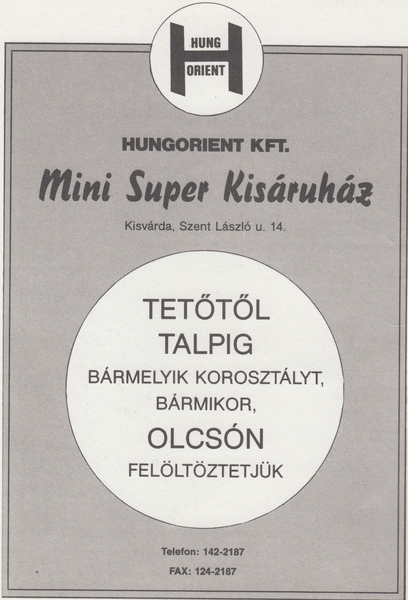 HUNG
ORIENT
HUNGORIENT KFT.
Mini Super Kisáruház
Kisvárda, Szent László u. 14.
TETŐTŐL
TALPIG
BÁRMELYIK KOROSZTÁLYT,
BÁRMIKOR,
OLCSÓN
FELÖLTÖZTETJÜK
Telefon: 142-2187
FAX: 124-2187